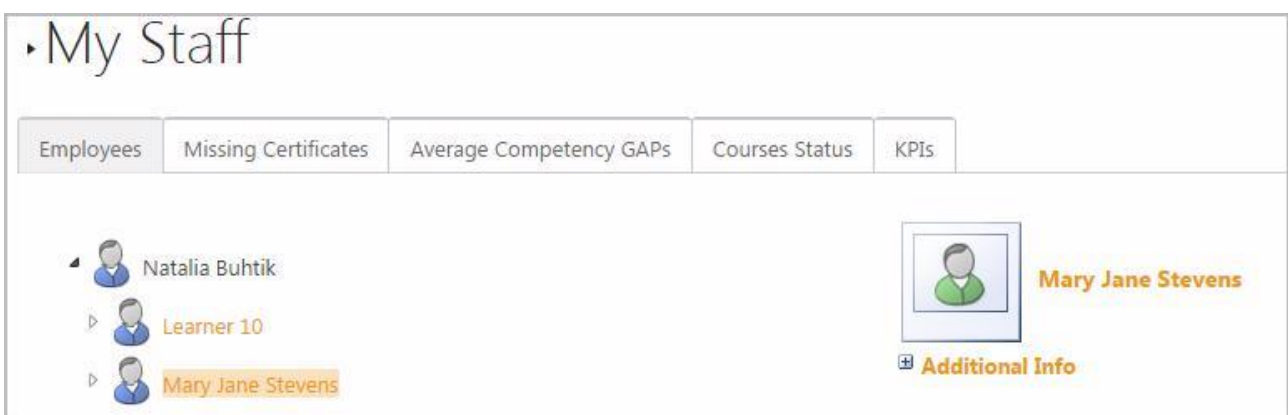 My Staff
Employees Missing Certificates Average Competency GAPs Courses Status KPIs
Natalia Buhtik
Learner 10
Mary Jane Stevens
Mary Jane Stevens
Additional Info